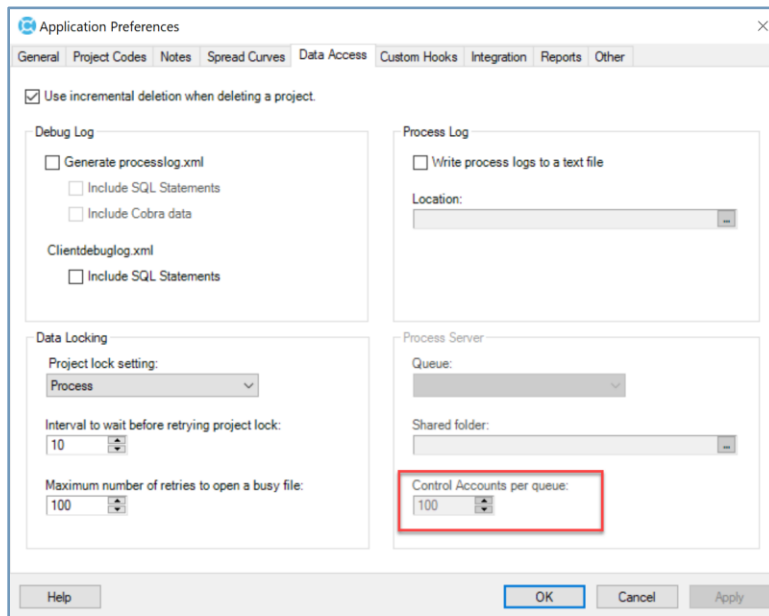 Application Preferences
General Project Codes Notes Spread Curves Data Access Custom Hooks Integration Reports Other
Use incremental deletion when deleting a project.
Debug Log
Generate processlog.xml
Include SQL Statements
Include Cobra data
Clientdebuglog.xml
Include SQL Statements
Process Log
Write process logs to a text file
Location:
...
Data Locking
Project lock setting:
Process
Interval to wait before retrying project lock:
10
Maximum number of retries to open a busy file:
100
Process Server
Queue:
Shared folder:
...
Control Accounts per queue:
100
Help OK Cancel Apply